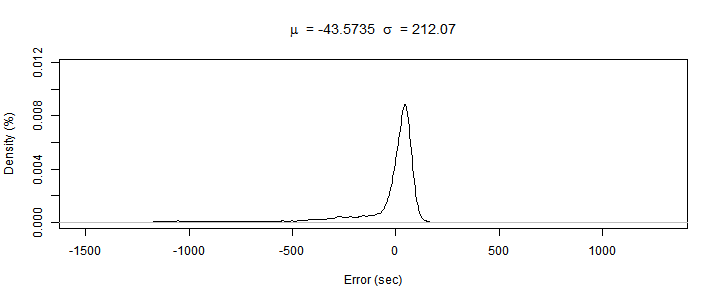 μ = -43.5735 σ = 212.07
0.012
0.008
0.004
0.000
Density (%)
-1500 -1000 -500 0 500 1000
Error (sec)